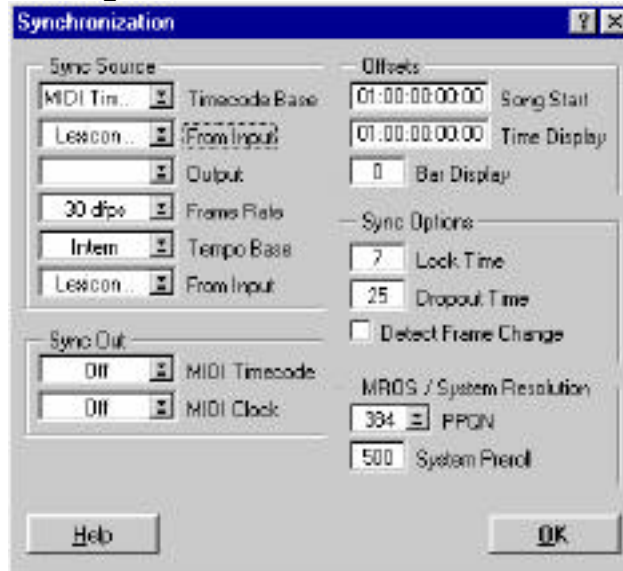 Synchronization
Sync Source
MIDI Tim.. Timecode Base
Lexicon.. From Input
Output
30 dfps Frame Rate
Intern Tempo Base
Lexicon.. From Input
Sync Out
Off MIDI Timecode
Off MIDI Clock
Help
Offsets
01:00:00:00:00 Song Start
01:00:00:00:00 Time Display
0 Bar Display
Sync Options
7 Lock Time
25 Dropout Time
Detect Frame Change
MROS / System Resolution
384 PPQN
500 System Preroll
OK